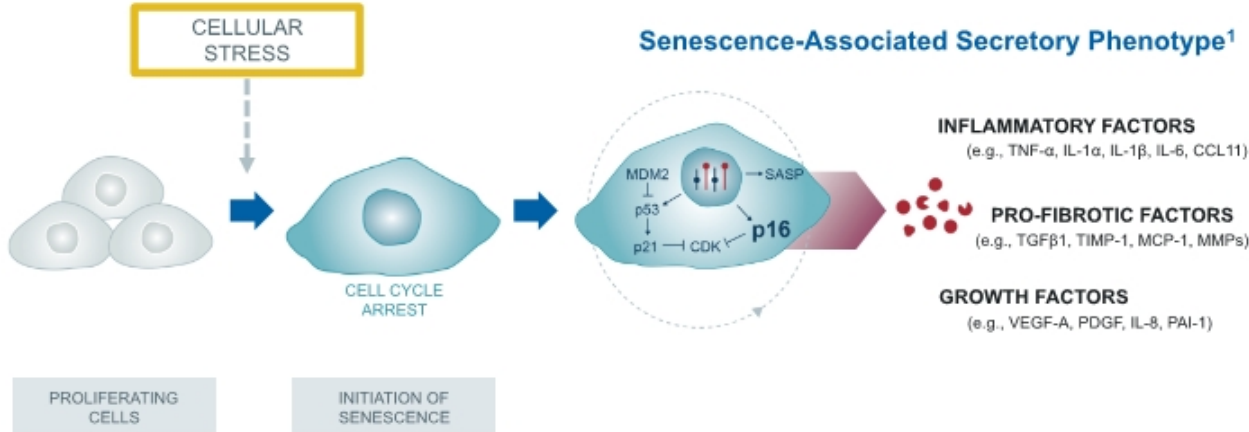 CELLULAR
STRESS
Senescence-Associated Secretory Phenotype¹
INFLAMMATORY FACTORS
(e.g., TNF-α, IL-1α, IL-1β, IL-6, CCL11)
MDM2
SASP
p53
p16
p21
CDK
PRO-FIBROTIC FACTORS
(e.g., TGFβ1, TIMP-1, MCP-1, MMPs)
CELL CYCLE
ARREST
GROWTH FACTORS
(e.g., VEGF-A, PDGF, IL-8, PAI-1)
PROLIFERATING
CELLS
INITIATION OF
SENESCENCE